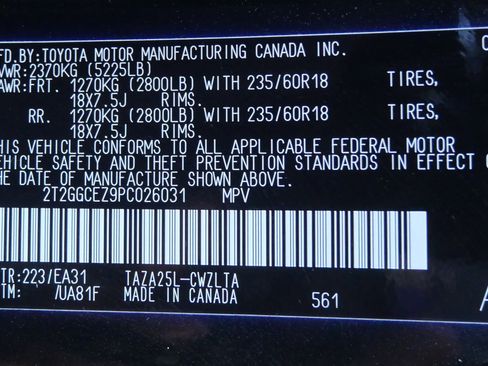 FD.BY:TOYOTA MOTOR MANUFACTURING CANADA INC.
VWR:2370KG (5225LB)
AWR:FRT. 1270KG (2800LB) WITH 235/60R18 TIRES,
18X7.5J RIMS.
RR. 1270KG (2800LB) WITH 235/60R18 TIRES,
18X7.5J RIMS.
THIS VEHICLE CONFORMS TO ALL APPLICABLE FEDERAL MOTOR
VEHICLE SAFETY AND THEFT PREVENTION STANDARDS IN EFFECT
THE DATE OF MANUFACTURE SHOWN ABOVE.
2T2GGCEZ9PC026031 MPV
TR:223/EA31 TAZA25L-CWZLTA
TM: /UA81F MADE IN CANADA 561